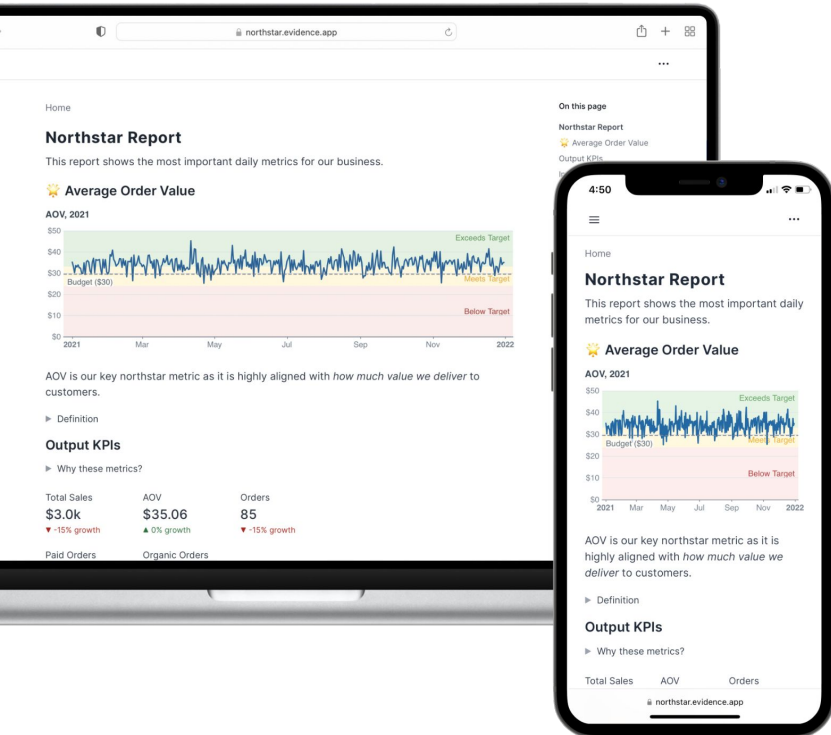 northstar.evidence.app
Home
Northstar Report
This report shows the most important daily metrics for our business.
🌟 Average Order Value
AOV, 2021
$50
Exceeds Target
$40
$30
Budget ($30)
Meets Target
$20
$10
Below Target
$0
2021 Mar May Jul Sep Nov 2022
AOV is our key northstar metric as it is highly aligned with how much value we deliver to
customers.
▶ Definition
Output KPIs
▶ Why these metrics?
Total Sales AOV Orders
$3.0k $35.06 85
▼ -15% growth ▲ 0% growth ▼ -15% growth
Paid Orders Organic Orders
On this page
Northstar Report
🌟 Average Order Value
Output KPIs
4:50
Home
Northstar Report
This report shows the most important daily
metrics for our business.
🌟 Average Order Value
AOV, 2021
$50
Exceeds Target
$40
$30
Budget ($30)
Meets Target
$20
$10
Below Target
$0
2021 Mar May Jul Sep Nov 2022
AOV is our key northstar metric as it is
highly aligned with how much value we
deliver to customers.
▶ Definition
Output KPIs
▶ Why these metrics?
Total Sales AOV Orders
northstar.evidence.app